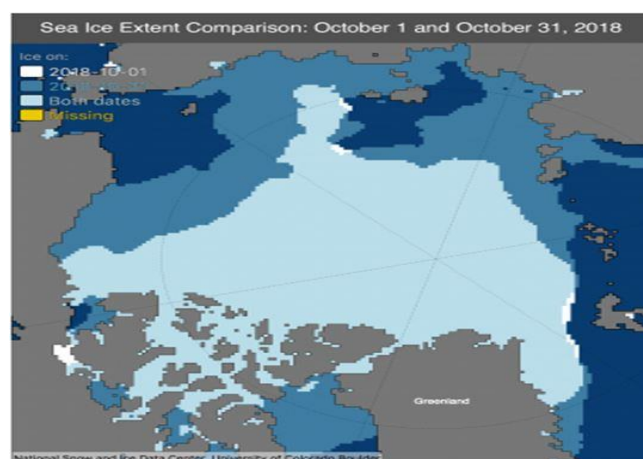 Sea Ice Extent Comparison: October 1 and October 31, 2018
Ice on:
2018-10-01
Both dates
Missing
Greenland
National Snow and Ice Data Center, University of Colorado Boulder